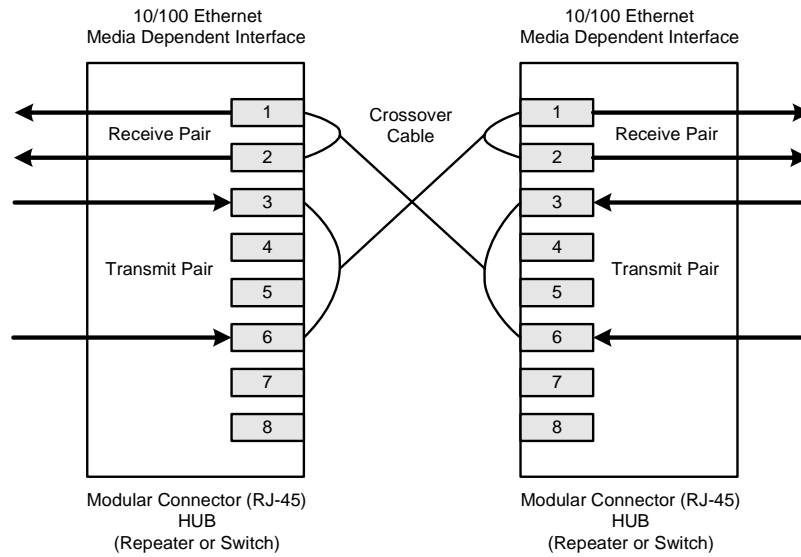 10/100 Ethernet
Media Dependent Interface
10/100 Ethernet
Media Dependent Interface
1
Receive Pair
2
3
4
Transmit Pair
5
6
7
8
Crossover
Cable
1
Receive Pair
2
3
4
Transmit Pair
5
6
7
8
Modular Connector (RJ-45)
HUB
(Repeater or Switch)
Modular Connector (RJ-45)
HUB
(Repeater or Switch)